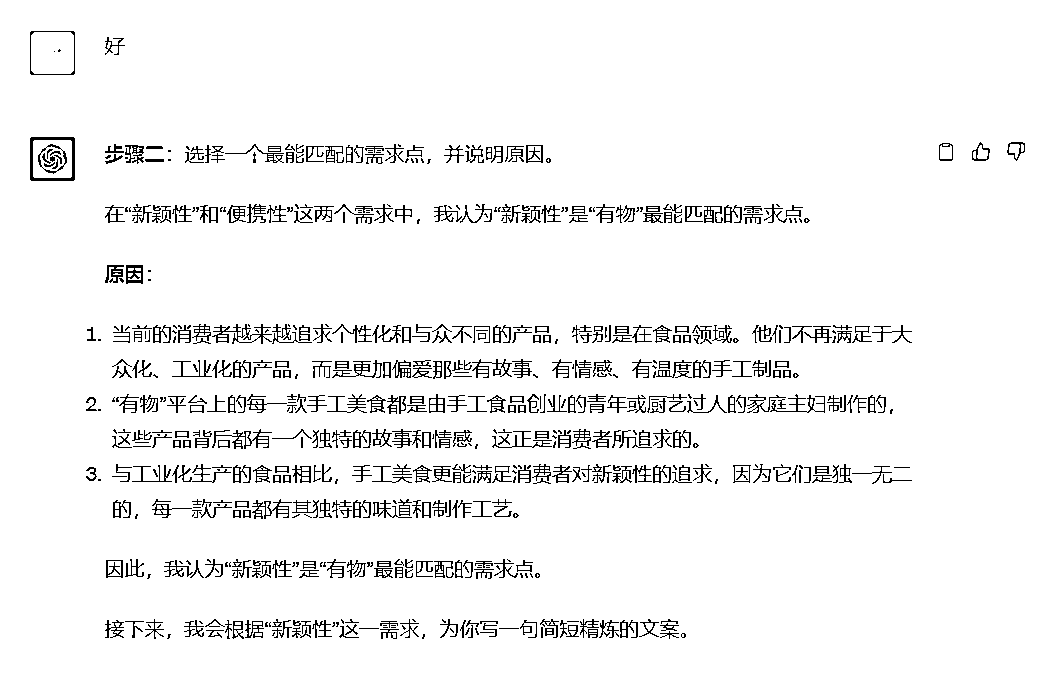 好
步骤二：选择一个最能匹配的需求点，并说明原因。
在“新颖性”和“便携性”这两个需求中，我认为“新颖性”是“有物”最能匹配的需求点。
原因：
1. 当前的消费者越来越追求个性化和与众不同的产品，特别是在食品领域。他们不再满足于大
众化、工业化的产品，而是更加偏爱那些有故事、有情感、有温度的手工制品。
2. “有物”平台上的每一款手工美食都是由手工食品创业的青年或厨艺过人的家庭主妇制作的，
这些产品背后都有一个独特的故事和情感，这正是消费者所追求的。
3. 与工业化生产的食品相比，手工美食更能满足消费者对新颖性的追求，因为它们是独一无二
的，每一款产品都有其独特的味道和制作工艺。
因此，我认为“新颖性”是“有物”最能匹配的需求点。
接下来，我会根据“新颖性”这一需求，为你写一句简短精炼的文案。